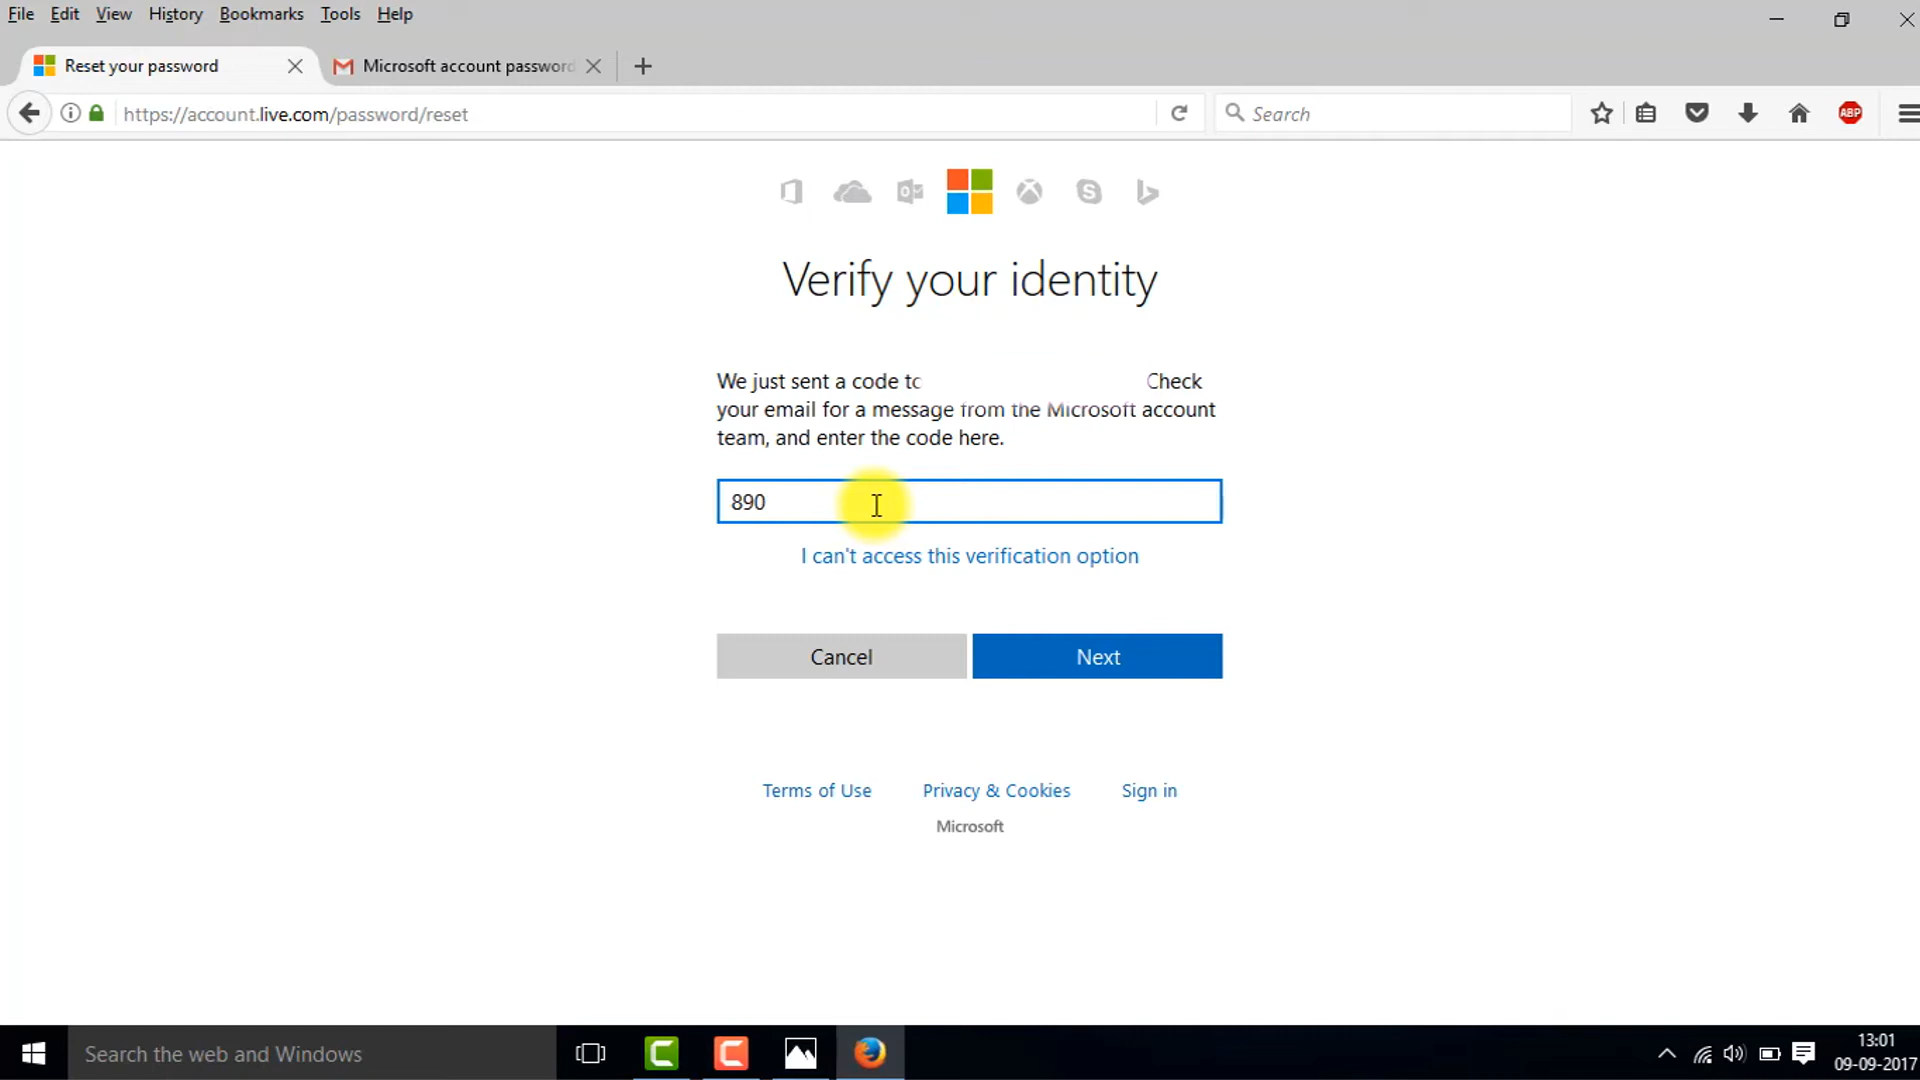 File Edit View History Bookmarks Tools Help
Reset your password
Microsoft account password
https://account.live.com/password/reset
Search
ABP
Verify your identity
We just sent a code to Check
your email for a message from the Microsoft account
team, and enter the code here.
890
I can't access this verification option
Cancel
Next
Terms of Use
Privacy & Cookies
Sign in
Microsoft
Search the web and Windows
13:01
09-09-2017